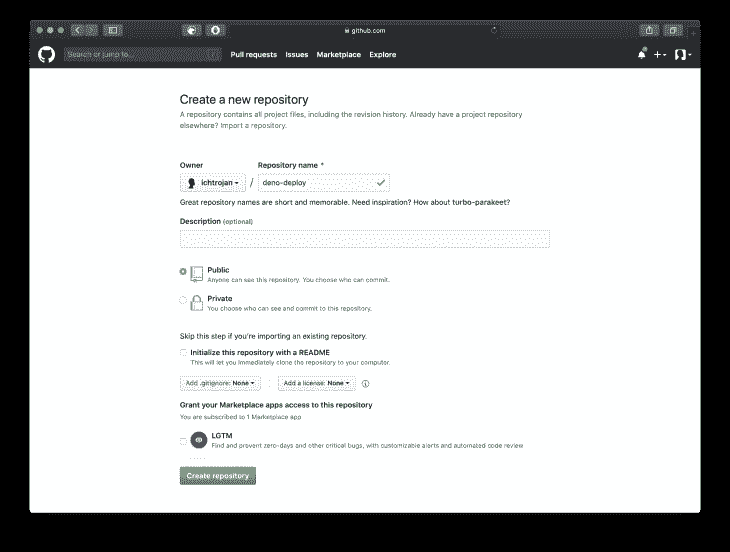 github.com
Search or jump to... /
Pull requests Issues Marketplace Explore
Create a new repository
A repository contains all project files, including the revision history. Already have a project repository
elsewhere? Import a repository.
Owner Repository name *
ichtrojan / deno-deploy
Great repository names are short and memorable. Need inspiration? How about turbo-parakeet?
Description (optional)
Public
Anyone can see this repository. You choose who can commit.
Private
You choose who can see and commit to this repository.
Skip this step if you're importing an existing repository.
Initialize this repository with a README
This will let you immediately clone the repository to your computer.
Add .gitignore: None Add a license: None
Grant your Marketplace apps access to this repository
You are subscribed to 1 Marketplace app
LGTM
Find and prevent zero-days and other critical bugs, with customizable alerts and automated code review
Create repository